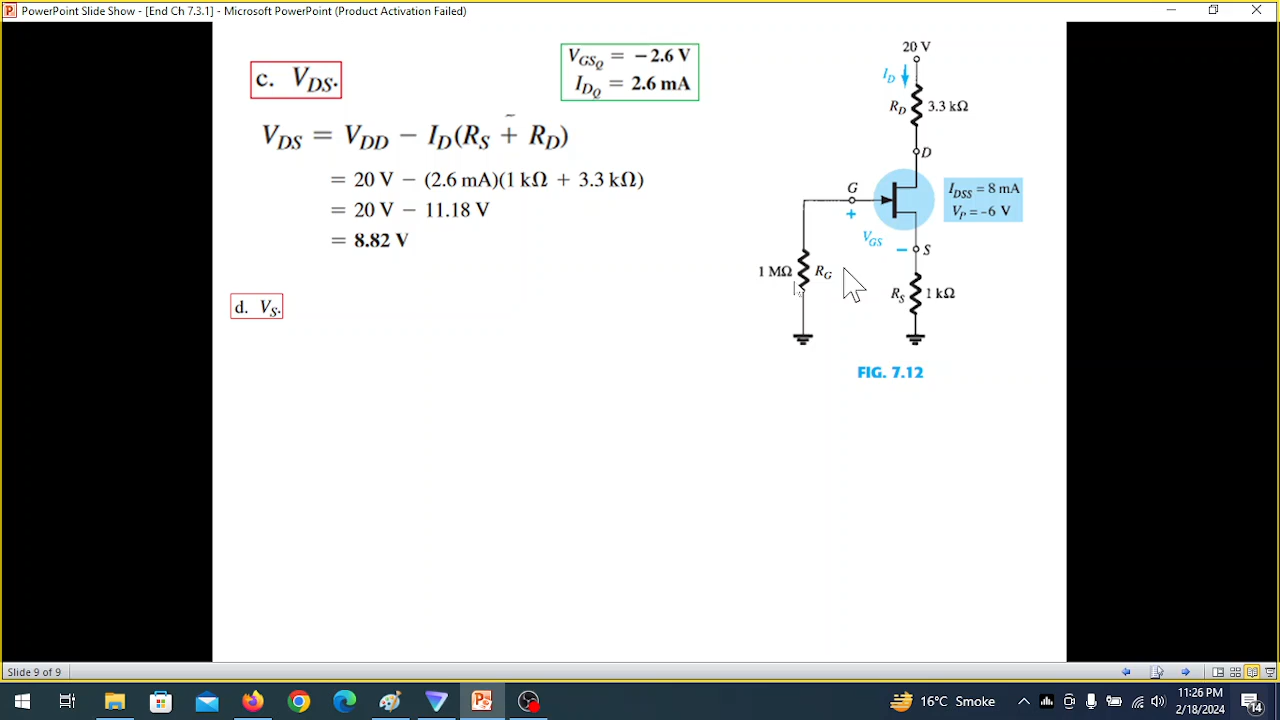 PowerPoint Slide Show - [End Ch 7.3.1] - Microsoft PowerPoint (Product Activation Failed)
c. V_DS.
V_GSQ = −2.6 V
I_DQ = 2.6 mA
V_DS = V_DD − I_D(R_S + R_D)
= 20 V − (2.6 mA)(1 kΩ + 3.3 kΩ)
= 20 V − 11.18 V
= 8.82 V
d. V_S.
20 V
I_D
R_D 3.3 kΩ
D
G
I_DSS = 8 mA
V_P = −6 V
+
V_GS
− S
1 MΩ R_G
R_S 1 kΩ
FIG. 7.12
Slide 9 of 9
16°C Smoke
11:26 PM
2/18/2024
14